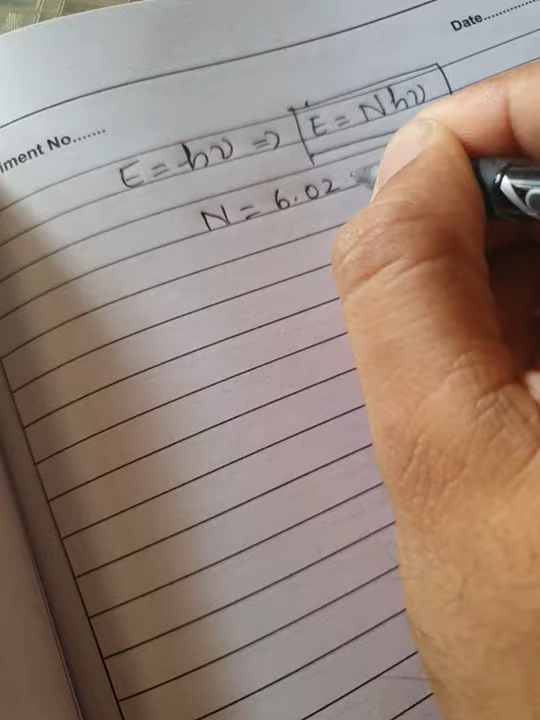 Date..........
iment No.......
E = hν ⇒ E = Nhν
N = 6.02